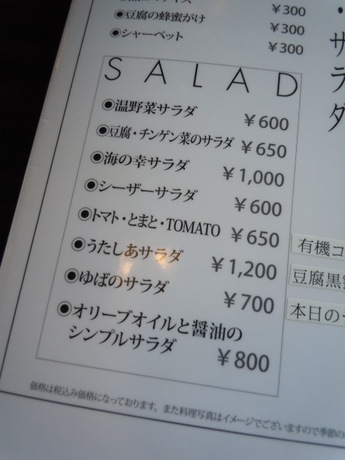 ¥300
◉豆腐の蜂蜜がけ ¥300
◉シャーベット ¥300
SALAD
◉温野菜サラダ ¥600
◉豆腐・チンゲン菜のサラダ ¥650
◉海の幸サラダ ¥1,000
◉シーザーサラダ ¥600
◉トマト・とまと・TOMATO ¥650
◉うたしあサラダ ¥1,200
◉ゆばのサラダ ¥700
◉オリーブオイルと醤油の
シンプルサラダ ¥800
価格は税込み価格になっております。また料理写真はイメージでございますので季節の
・サラダ
有機コ
豆腐黒
本日の